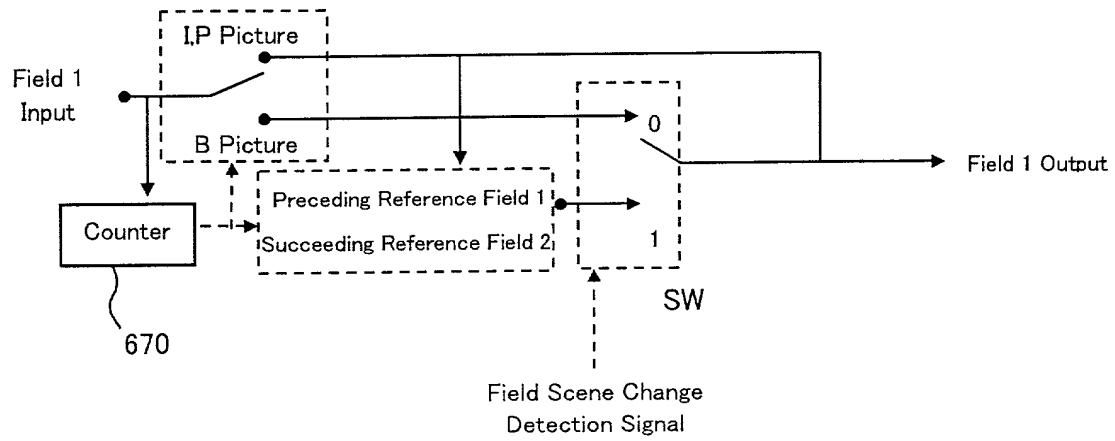 I,P Picture
Field 1
Input
B Picture
0
Field 1 Output
Preceding Reference Field 1
Counter
Succeeding Reference Field 2
1
SW
670
Field Scene Change
Detection Signal